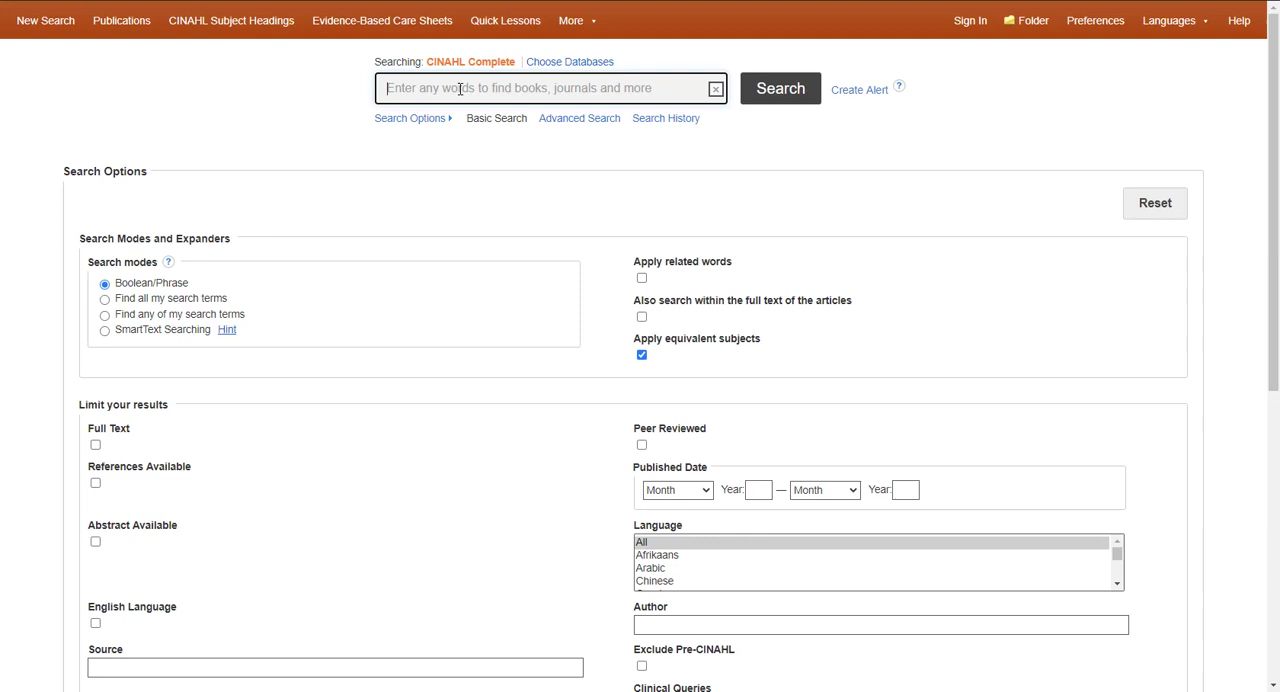 New Search Publications CINAHL Subject Headings Evidence-Based Care Sheets Quick Lessons More Sign In Folder Preferences Languages Help
Searching: CINAHL Complete Choose Databases
Enter any words to find books, journals and more
Search
Create Alert ?
Search Options Basic Search Advanced Search Search History
Search Options
Reset
Search Modes and Expanders
Search modes ?
Boolean/Phrase
Find all my search terms
Find any of my search terms
SmartText Searching Hint
Apply related words
Also search within the full text of the articles
Apply equivalent subjects
Limit your results
Full Text
References Available
Abstract Available
English Language
Source
Peer Reviewed
Published Date
Month Year: — Month Year:
Language
All
Afrikaans
Arabic
Chinese
Author
Exclude Pre-CINAHL
Clinical Queries